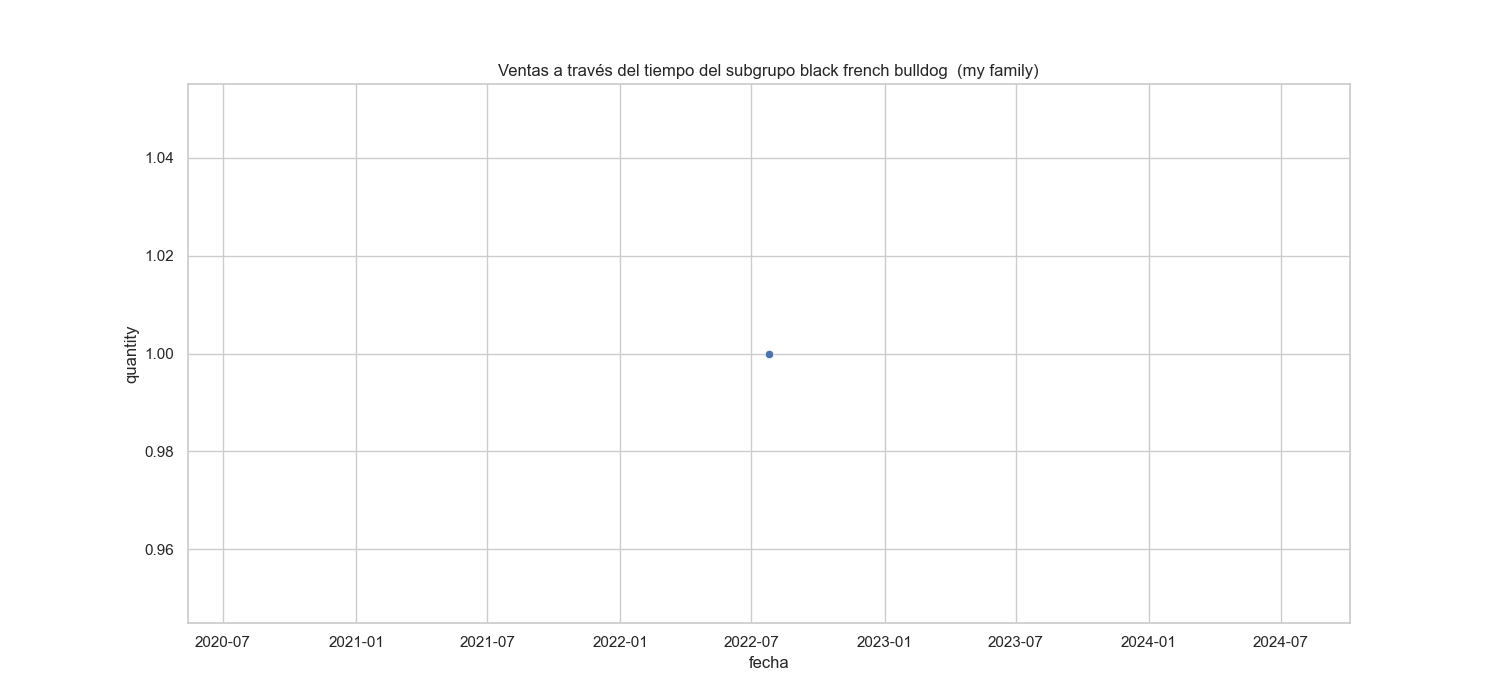 Ventas a través del tiempo del subgrupo black french bulldog  (my family)
1.04
1.02
1.00
0.98
0.96
quantity
2020-07 2021-01 2021-07 2022-01 2022-07 2023-01 2023-07 2024-01 2024-07
fecha